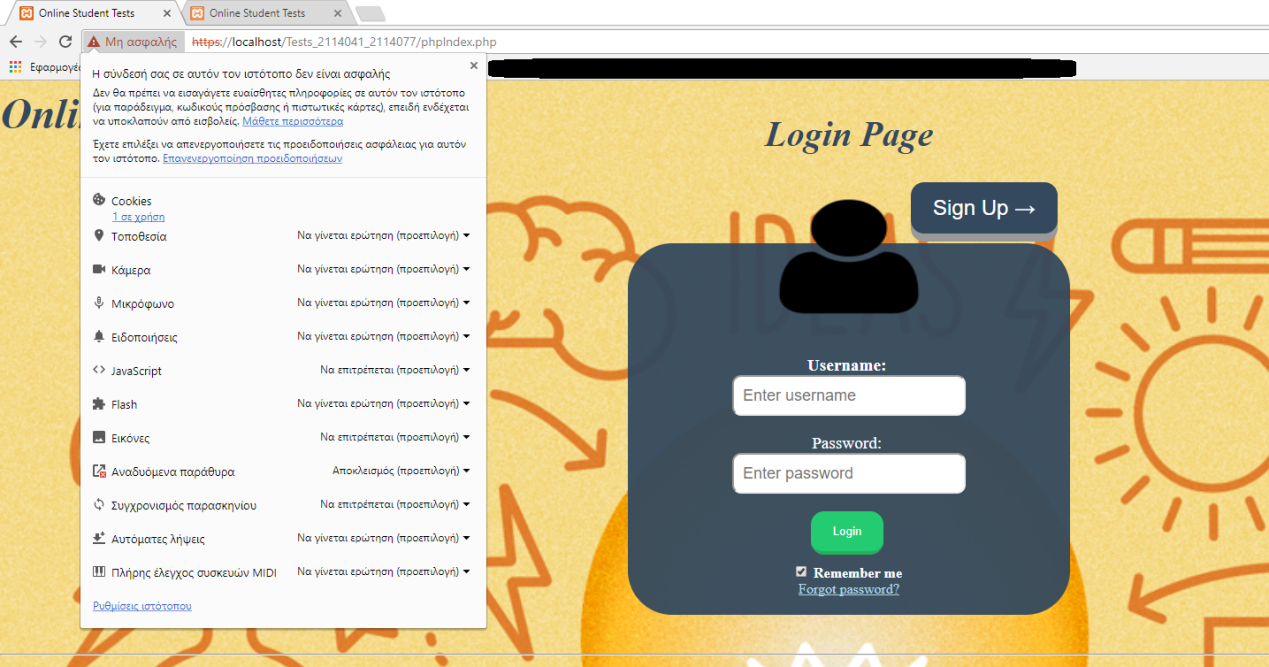 Online Student Tests
Online Student Tests
Μη ασφαλής https://localhost/Tests_2114041_2114077/phpIndex.php
Η σύνδεσή σας σε αυτόν τον ιστότοπο δεν είναι ασφαλής
Δεν θα πρέπει να εισαγάγετε ευαίσθητες πληροφορίες σε αυτόν τον ιστότοπο
(για παράδειγμα, κωδικούς πρόσβασης ή πιστωτικές κάρτες), επειδή ενδέχεται
να υποκλαπούν από εισβολείς. Μάθετε περισσότερα
Έχετε επιλέξει να απενεργοποιήσετε τις προειδοποιήσεις ασφάλειας για αυτόν
τον ιστότοπο. Επανενεργοποίηση προειδοποιήσεων
Cookies
1 σε χρήση
Τοποθεσία Να γίνεται ερώτηση (προεπιλογή)
Κάμερα Να γίνεται ερώτηση (προεπιλογή)
Μικρόφωνο Να γίνεται ερώτηση (προεπιλογή)
Ειδοποιήσεις Να γίνεται ερώτηση (προεπιλογή)
JavaScript Να επιτρέπεται (προεπιλογή)
Flash Να γίνεται ερώτηση (προεπιλογή)
Εικόνες Να επιτρέπεται (προεπιλογή)
Αναδυόμενα παράθυρα Αποκλεισμός (προεπιλογή)
Συγχρονισμός παρασκηνίου Να επιτρέπεται (προεπιλογή)
Αυτόματες λήψεις Να γίνεται ερώτηση (προεπιλογή)
Πλήρης έλεγχος συσκευών MIDI Να γίνεται ερώτηση (προεπιλογή)
Ρυθμίσεις ιστότοπου
Login Page
Sign Up →
IDEAS
Username:
Enter username
Password:
Enter password
Login
Remember me
Forgot password?